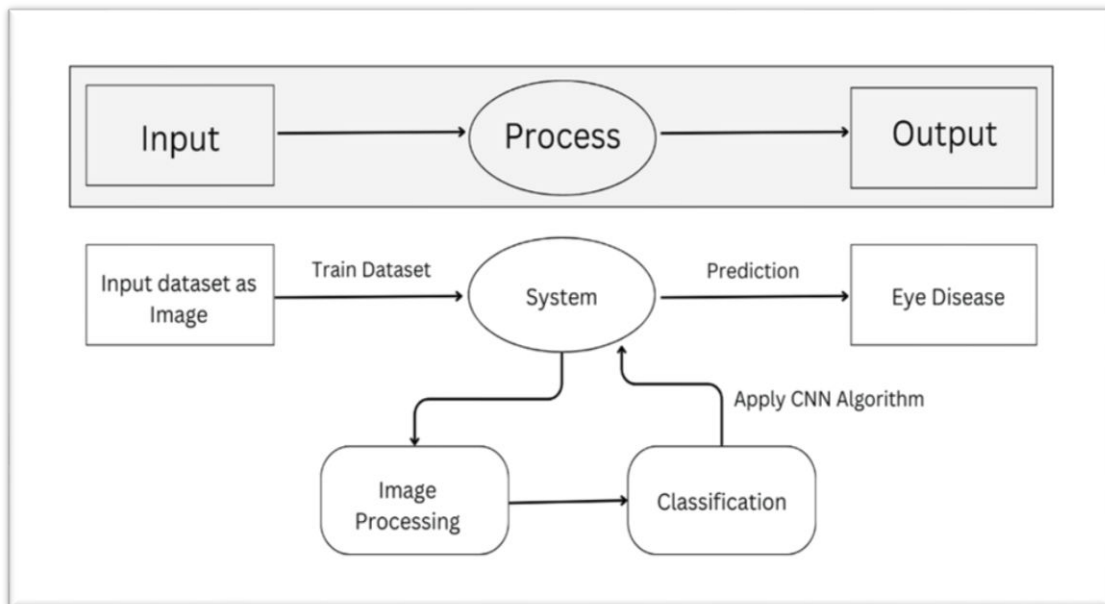 Input
Process
Output
Input dataset as
Image
Train Dataset
System
Prediction
Eye Disease
Apply CNN Algorithm
Image
Processing
Classification